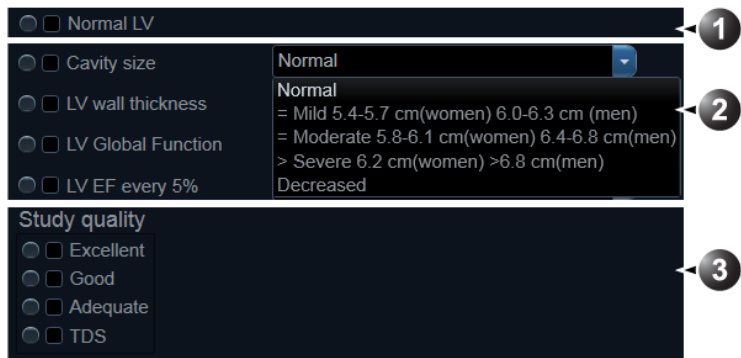 Normal LV
1
Cavity size
Normal
Normal
LV wall thickness
= Mild 5.4-5.7 cm(women) 6.0-6.3 cm (men)
2
= Moderate 5.8-6.1 cm(women) 6.4-6.8 cm(men)
LV Global Function
> Severe 6.2 cm(women) >6.8 cm(men)
LV EF every 5%
Decreased
Study quality
Excellent
3
Good
Adequate
TDS